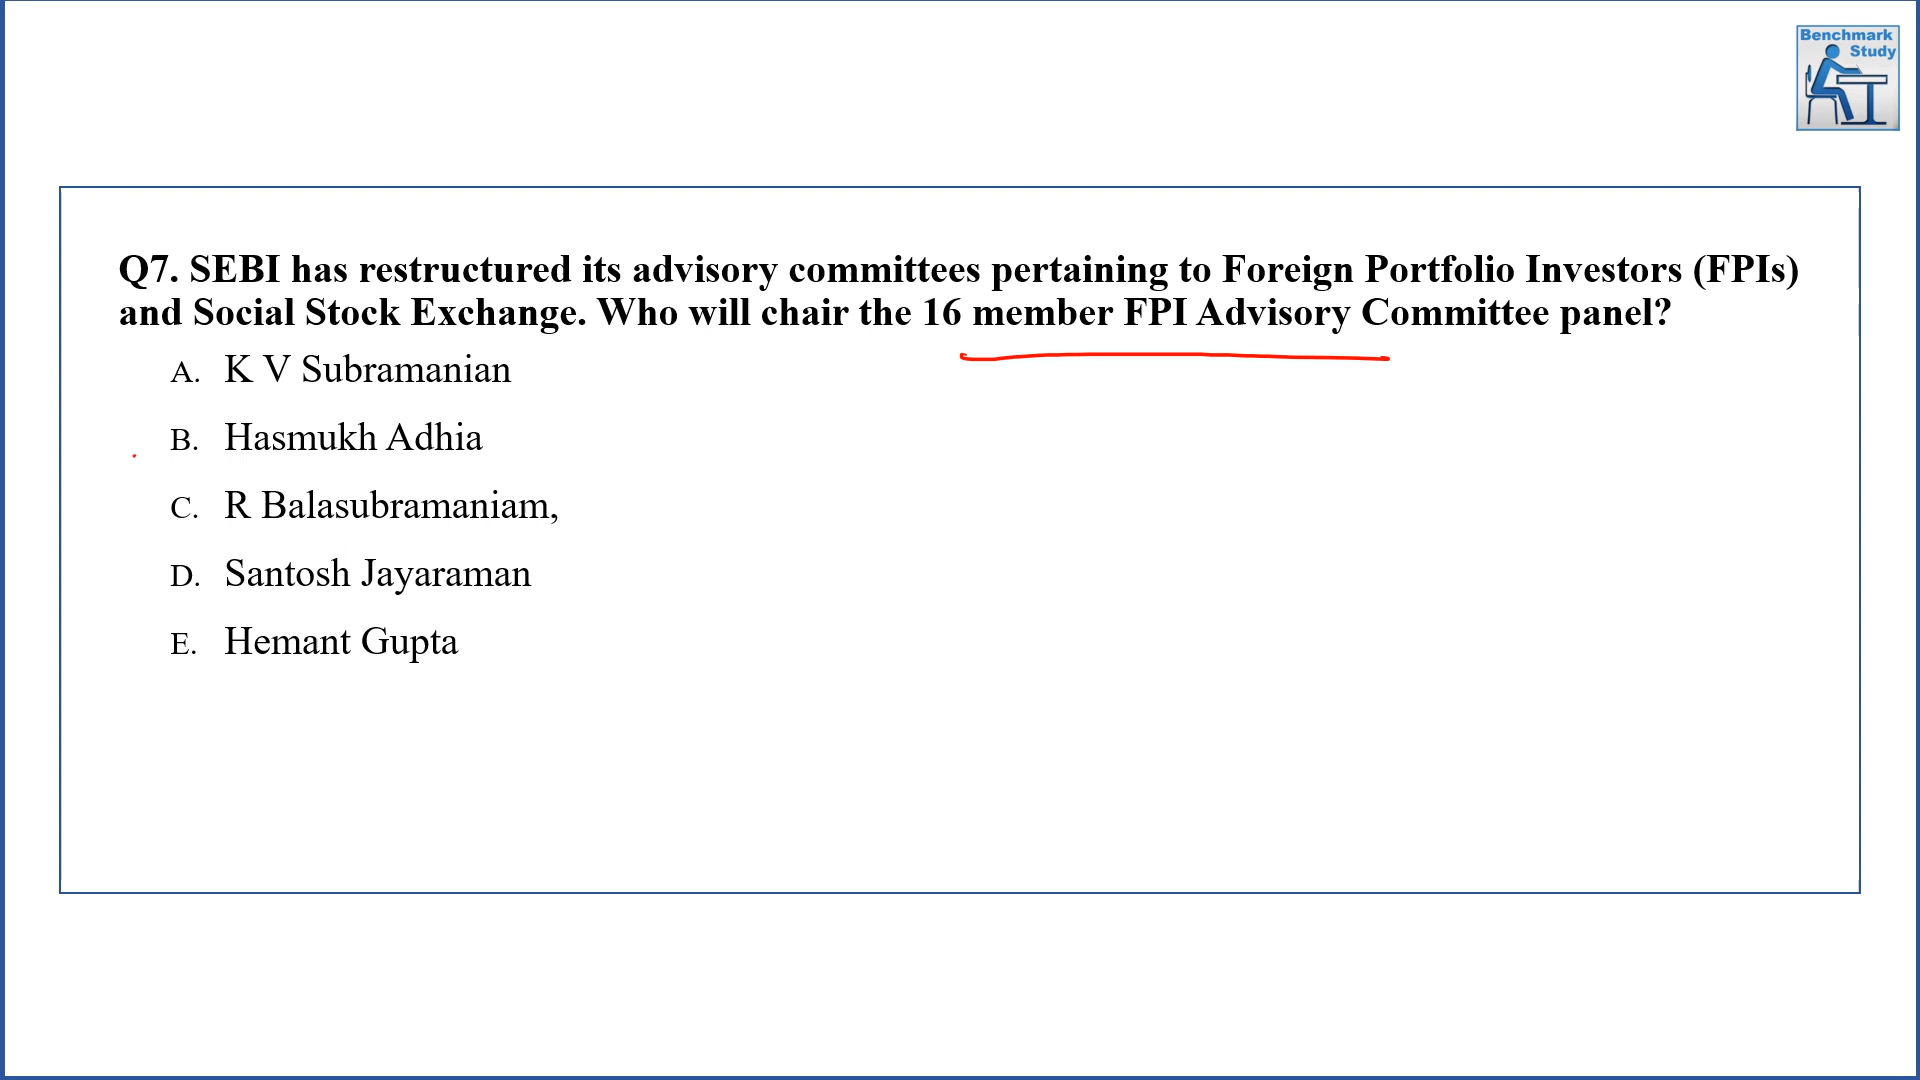 Benchmark
Study
Q7. SEBI has restructured its advisory committees pertaining to Foreign Portfolio Investors (FPIs)
and Social Stock Exchange. Who will chair the 16 member FPI Advisory Committee panel?
A. K V Subramanian
B. Hasmukh Adhia
C. R Balasubramaniam,
D. Santosh Jayaraman
E. Hemant Gupta